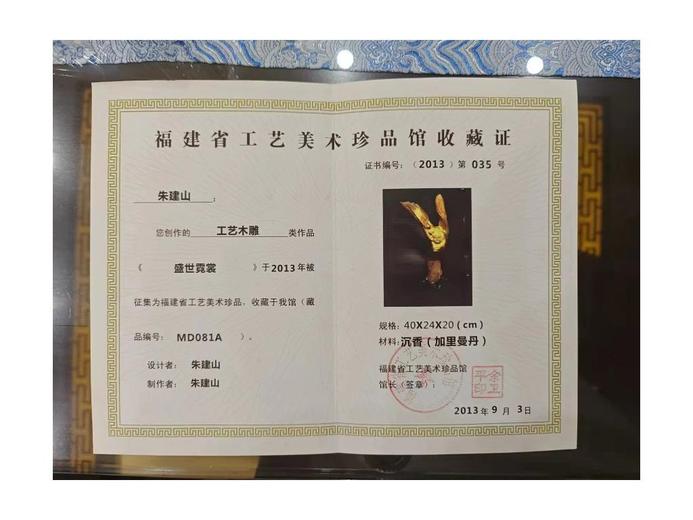 福建省工艺美术珍品馆收藏证
证书编号：（2013）第 035 号
朱建山：
您创作的 工艺木雕 类作品
《 盛世霓裳 》于2013年被
征集为福建省工艺美术珍品，收藏于我馆（藏
品编号： MD081A ）。
设计者： 朱建山
制作者： 朱建山
规格：40X24X20（cm）
材料：沉香（加里曼丹）
福建省工艺美术珍品馆
馆长（签章）：
余卫平印
2013年 9 月 3日